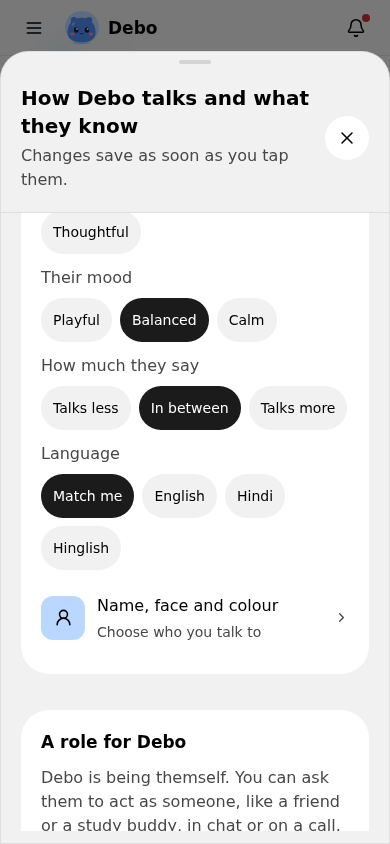 Debo
How Debo talks and what
they know
Changes save as soon as you tap
them.
Thoughtful
Their mood
Playful
Balanced
Calm
How much they say
Talks less
In between
Talks more
Language
Match me
English
Hindi
Hinglish
Name, face and colour
Choose who you talk to
A role for Debo
Debo is being themself. You can ask
them to act as someone, like a friend
or a study buddy, in chat or on a call.